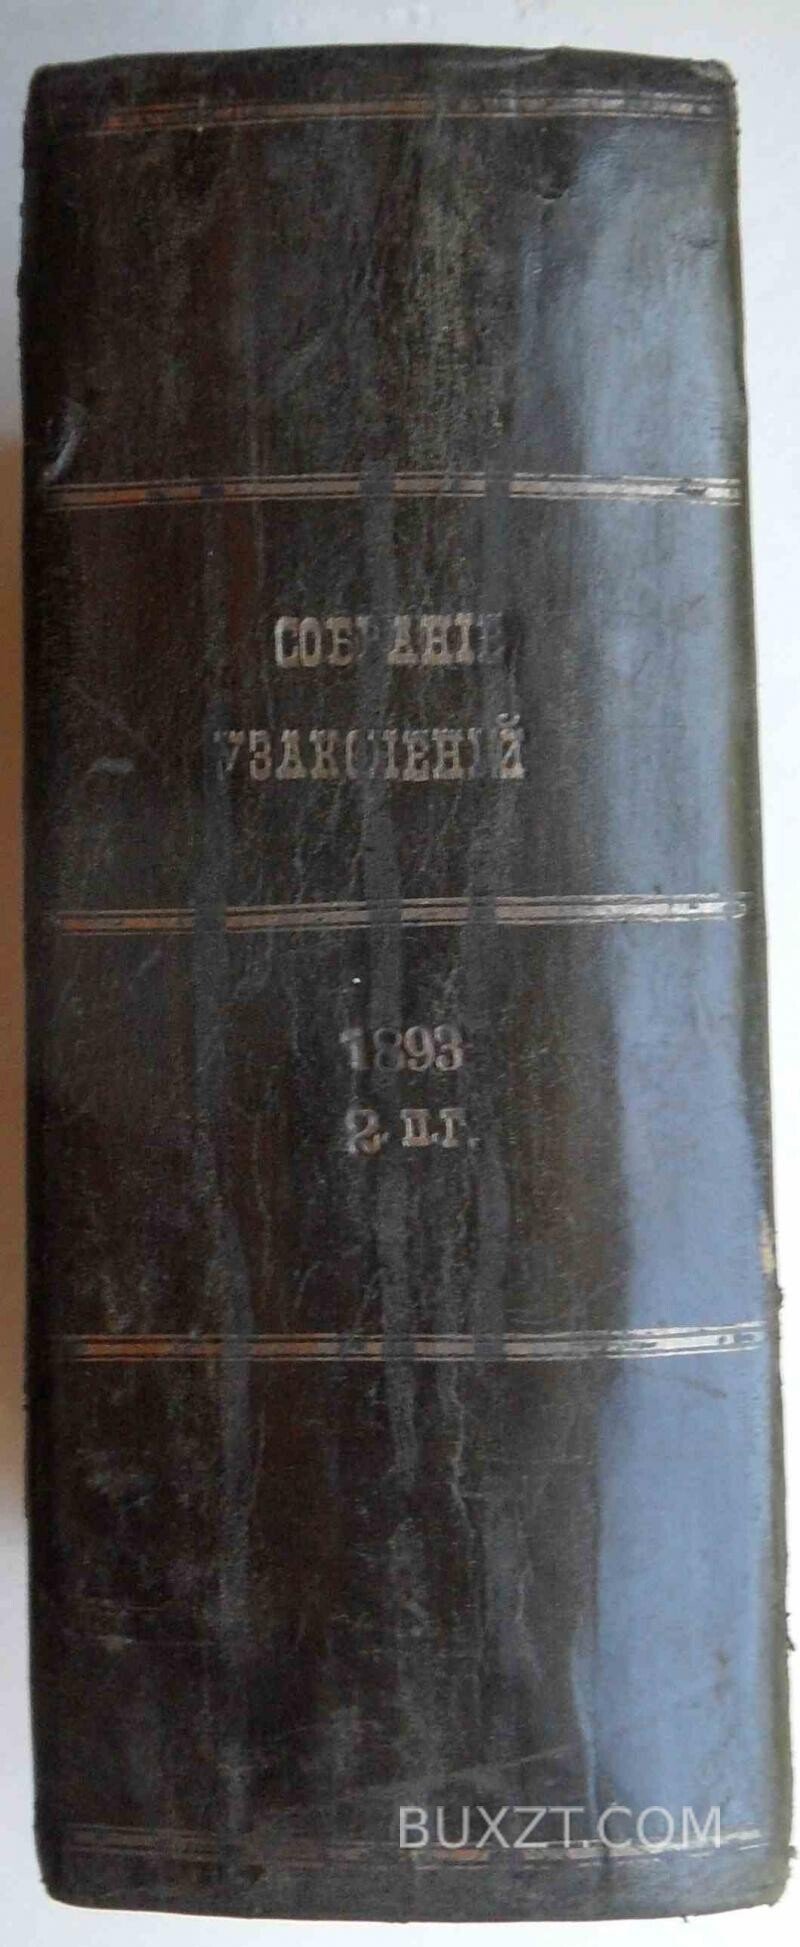 СОБРАНІЕ
УЗАКОНЕНІЙ
1893
2 П.Г.
BUXZT.COM